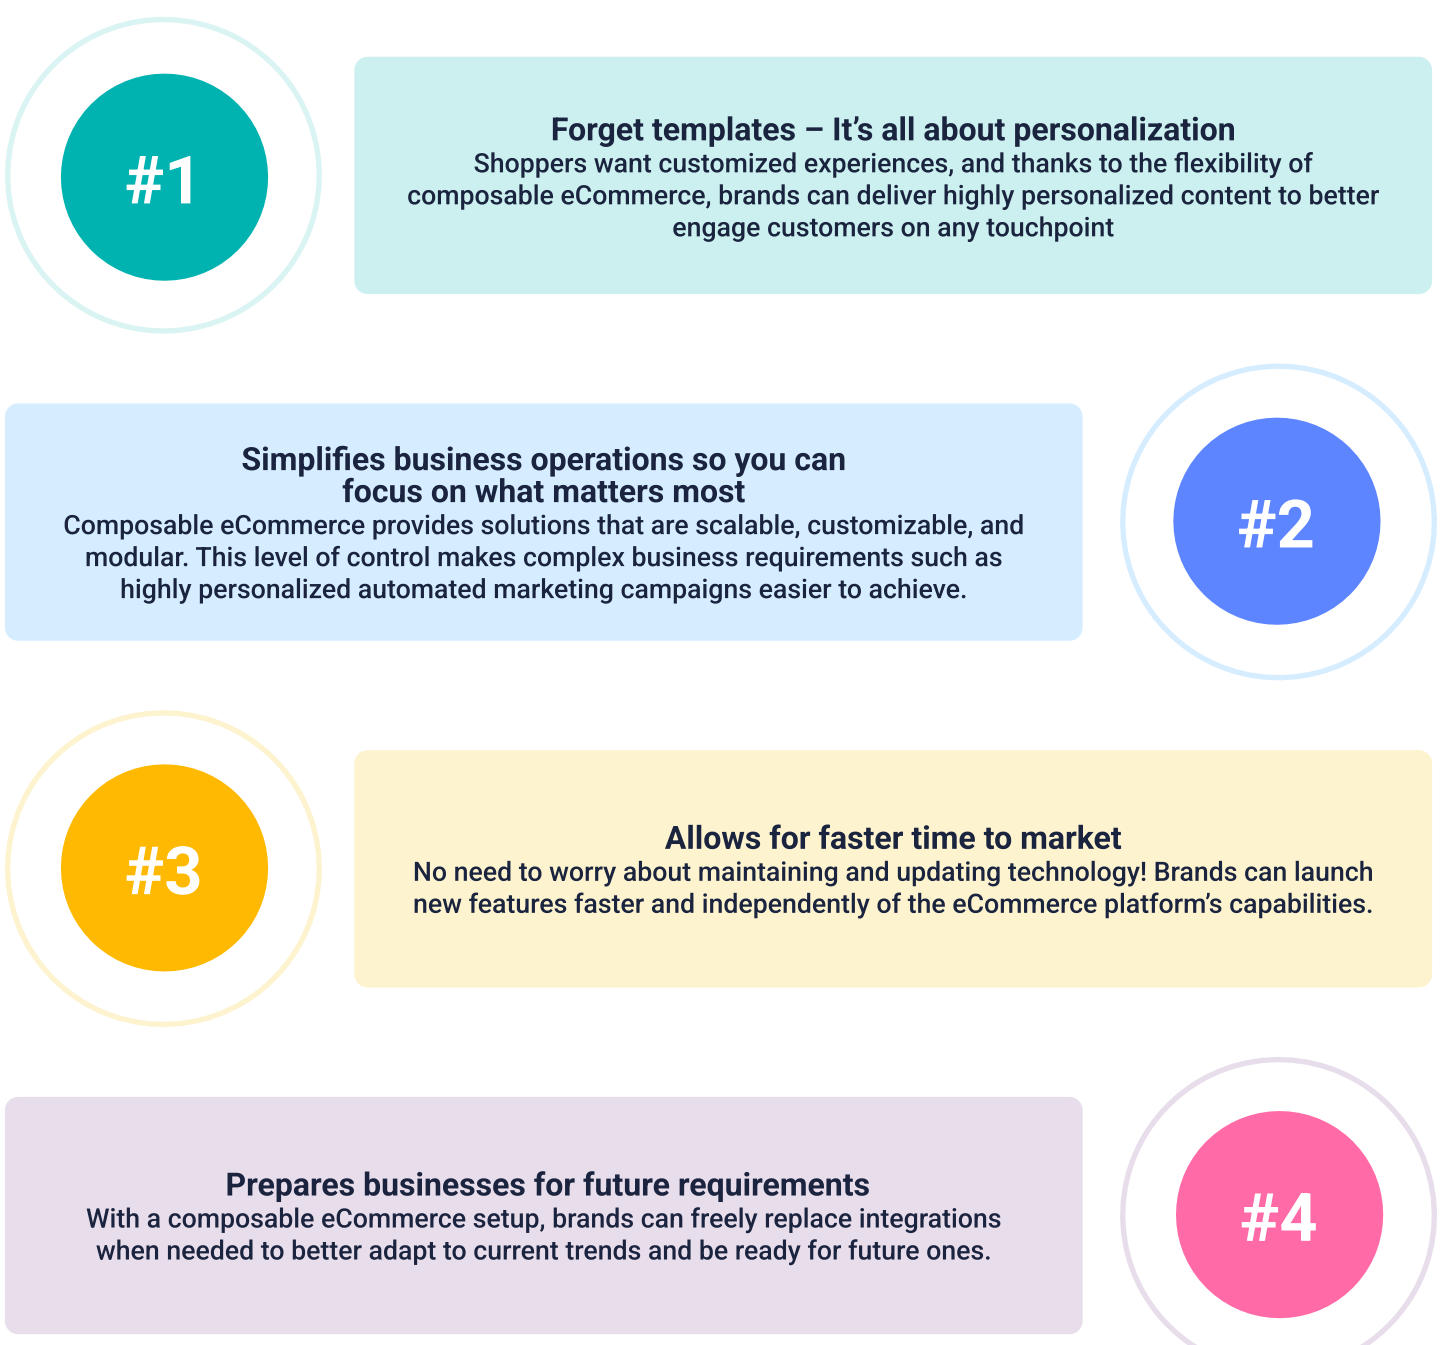 #1
Forget templates – It’s all about personalization
Shoppers want customized experiences, and thanks to the flexibility of
composable eCommerce, brands can deliver highly personalized content to better
engage customers on any touchpoint
Simplifies business operations so you can
focus on what matters most
Composable eCommerce provides solutions that are scalable, customizable, and
modular. This level of control makes complex business requirements such as
highly personalized automated marketing campaigns easier to achieve.
#2
#3
Allows for faster time to market
No need to worry about maintaining and updating technology! Brands can launch
new features faster and independently of the eCommerce platform’s capabilities.
Prepares businesses for future requirements
With a composable eCommerce setup, brands can freely replace integrations
when needed to better adapt to current trends and be ready for future ones.
#4